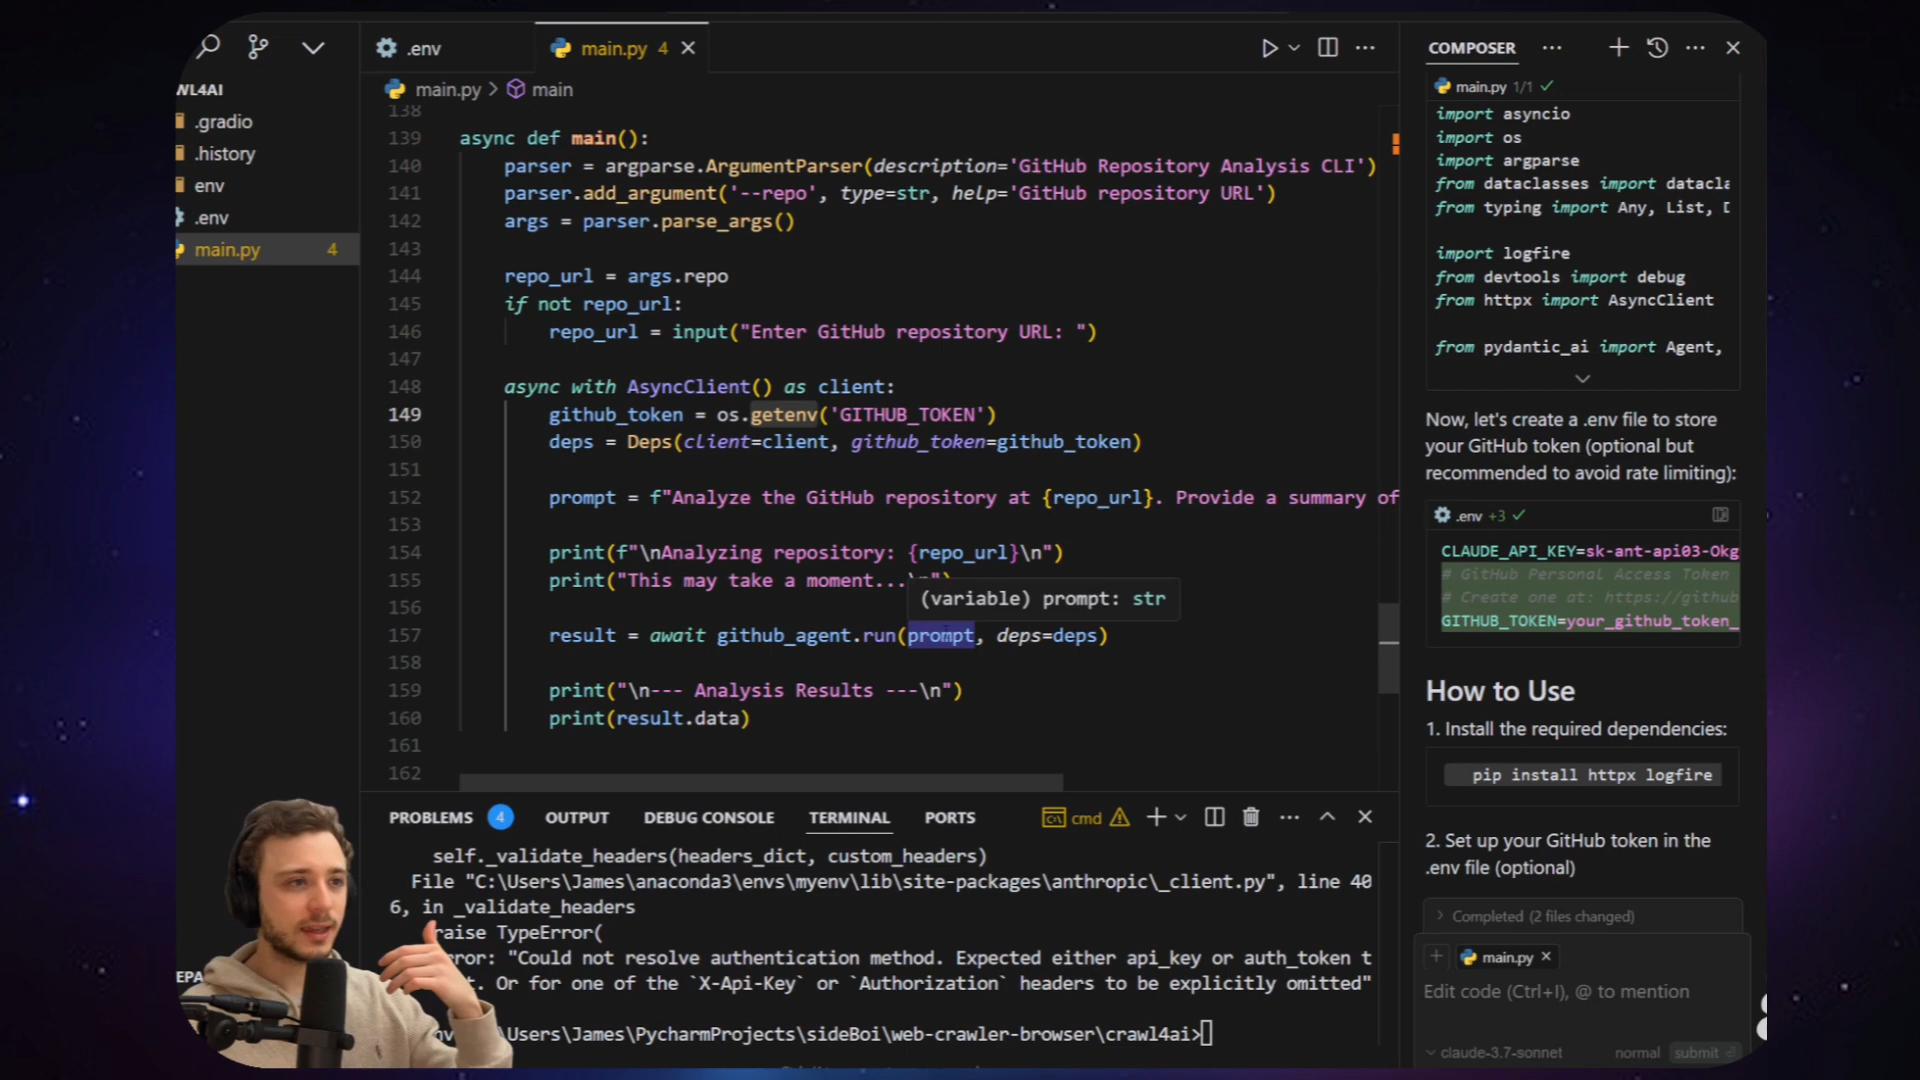 WL4AI
.gradio
.history
env
.env
main.py 4
.env
main.py 4
main.py > main
138
139 async def main():
140 parser = argparse.ArgumentParser(description='GitHub Repository Analysis CLI')
141 parser.add_argument('--repo', type=str, help='GitHub repository URL')
142 args = parser.parse_args()
143
144 repo_url = args.repo
145 if not repo_url:
146 repo_url = input("Enter GitHub repository URL: ")
147
148 async with AsyncClient() as client:
149 github_token = os.getenv('GITHUB_TOKEN')
150 deps = Deps(client=client, github_token=github_token)
151
152 prompt = f"Analyze the GitHub repository at {repo_url}. Provide a summary of
153
154 print(f"\nAnalyzing repository: {repo_url}\n")
155 print("This may take a moment...\n")
(variable) prompt: str
156
157 result = await github_agent.run(prompt, deps=deps)
158
159 print("\n--- Analysis Results ---\n")
160 print(result.data)
161
162
PROBLEMS 4 OUTPUT DEBUG CONSOLE TERMINAL PORTS cmd
self._validate_headers(headers_dict, custom_headers)
File "C:\Users\James\anaconda3\envs\myenv\lib\site-packages\anthropic\_client.py", line 40
6, in _validate_headers
raise TypeError(
rror: "Could not resolve authentication method. Expected either api_key or auth_token t
t. Or for one of the `X-Api-Key` or `Authorization` headers to be explicitly omitted"
\Users\James\PycharmProjects\sideBoi\web-crawler-browser\crawl4ai>
COMPOSER
main.py 1/1
import asyncio
import os
import argparse
from dataclasses import datacla
from typing import Any, List, D
import logfire
from devtools import debug
from httpx import AsyncClient
from pydantic_ai import Agent,
Now, let's create a .env file to store
your GitHub token (optional but
recommended to avoid rate limiting):
.env +3
CLAUDE_API_KEY=sk-ant-api03-Okg
# GitHub Personal Access Token
# Create one at: https://github
GITHUB_TOKEN=your_github_token_
How to Use
1. Install the required dependencies:
pip install httpx logfire
2. Set up your GitHub token in the
.env file (optional)
Completed (2 files changed)
main.py
Edit code (Ctrl+I), @ to mention
claude-3.7-sonnet normal submit